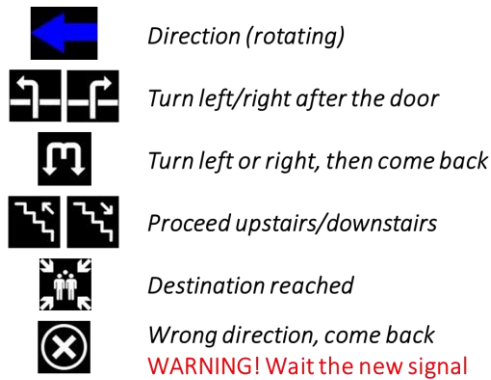 Direction (rotating)
Turn left/right after the door
Turn left or right, then come back
Proceed upstairs/downstairs
Destination reached
Wrong direction, come back
WARNING! Wait the new signal